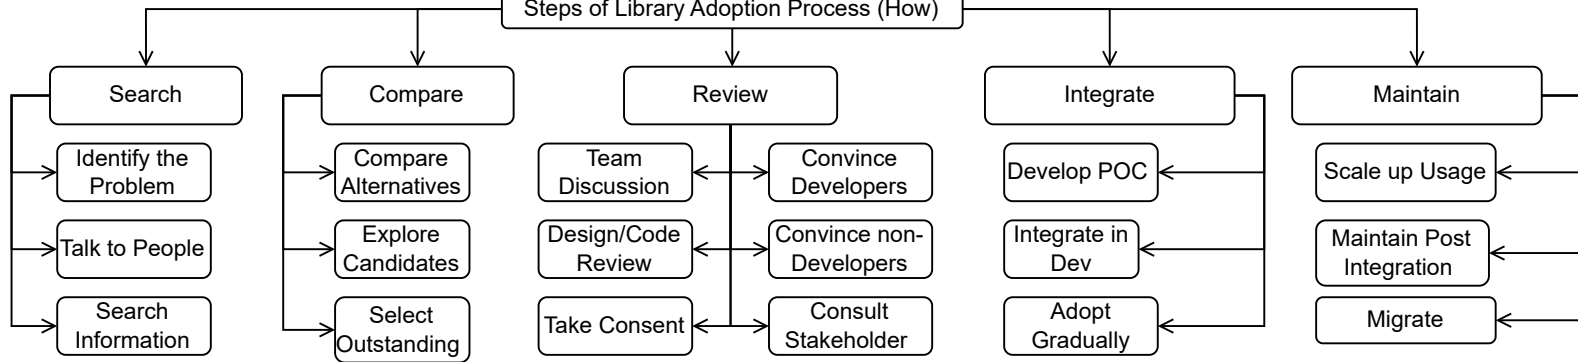 Steps of Library Adoption Process (How)
Search
Compare
Review
Integrate
Maintain
Identify the
Problem
Talk to People
Search
Information
Compare
Alternatives
Explore
Candidates
Select
Outstanding
Team
Discussion
Design/Code
Review
Take Consent
Convince
Developers
Convince non-
Developers
Consult
Stakeholder
Develop POC
Integrate in
Dev
Adopt
Gradually
Scale up Usage
Maintain Post
Integration
Migrate